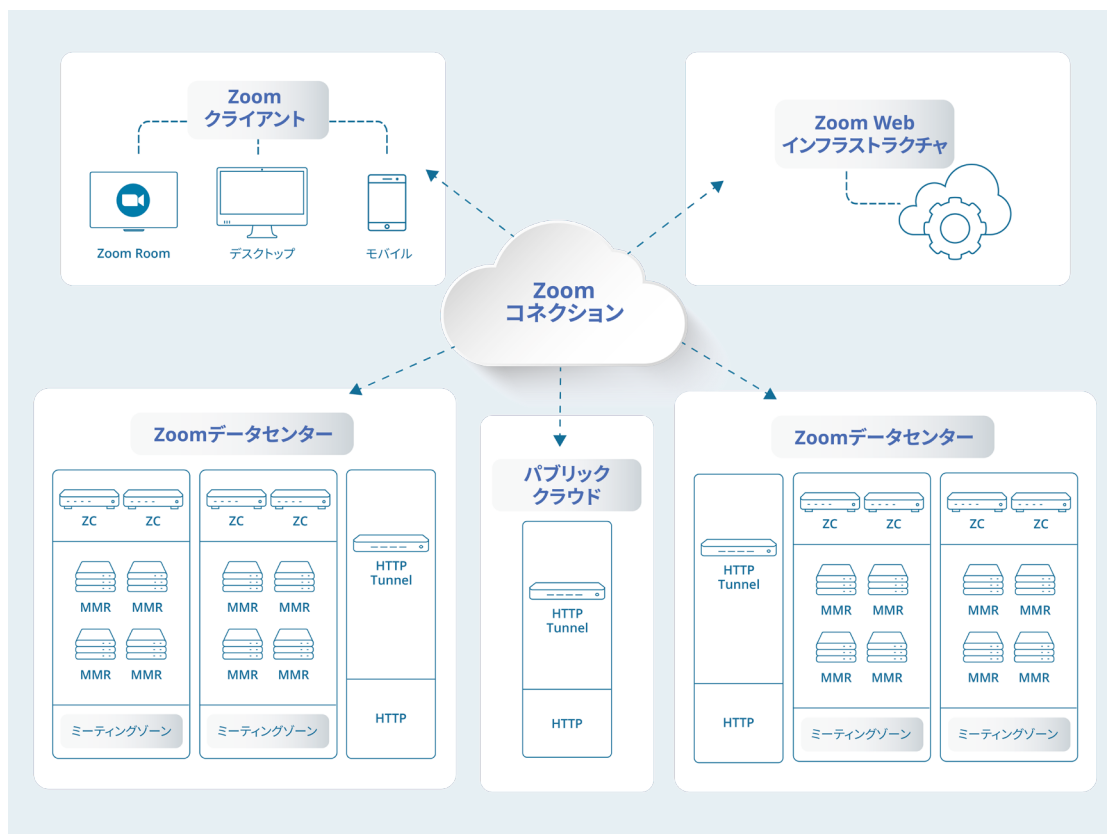 Zoom
クライアント
Zoom Room
デスクトップ
モバイル
Zoom Web
インフラストラクチャ
Zoom
コネクション
Zoomデータセンター
ZC
ZC
MMR
MMR
MMR
MMR
ミーティングゾーン
ZC
ZC
MMR
MMR
MMR
MMR
ミーティングゾーン
HTTP
Tunnel
HTTP
パブリック
クラウド
HTTP
Tunnel
HTTP
Zoomデータセンター
HTTP
Tunnel
HTTP
ZC
ZC
MMR
MMR
MMR
MMR
ミーティングゾーン
ZC
ZC
MMR
MMR
MMR
MMR
ミーティングゾーン